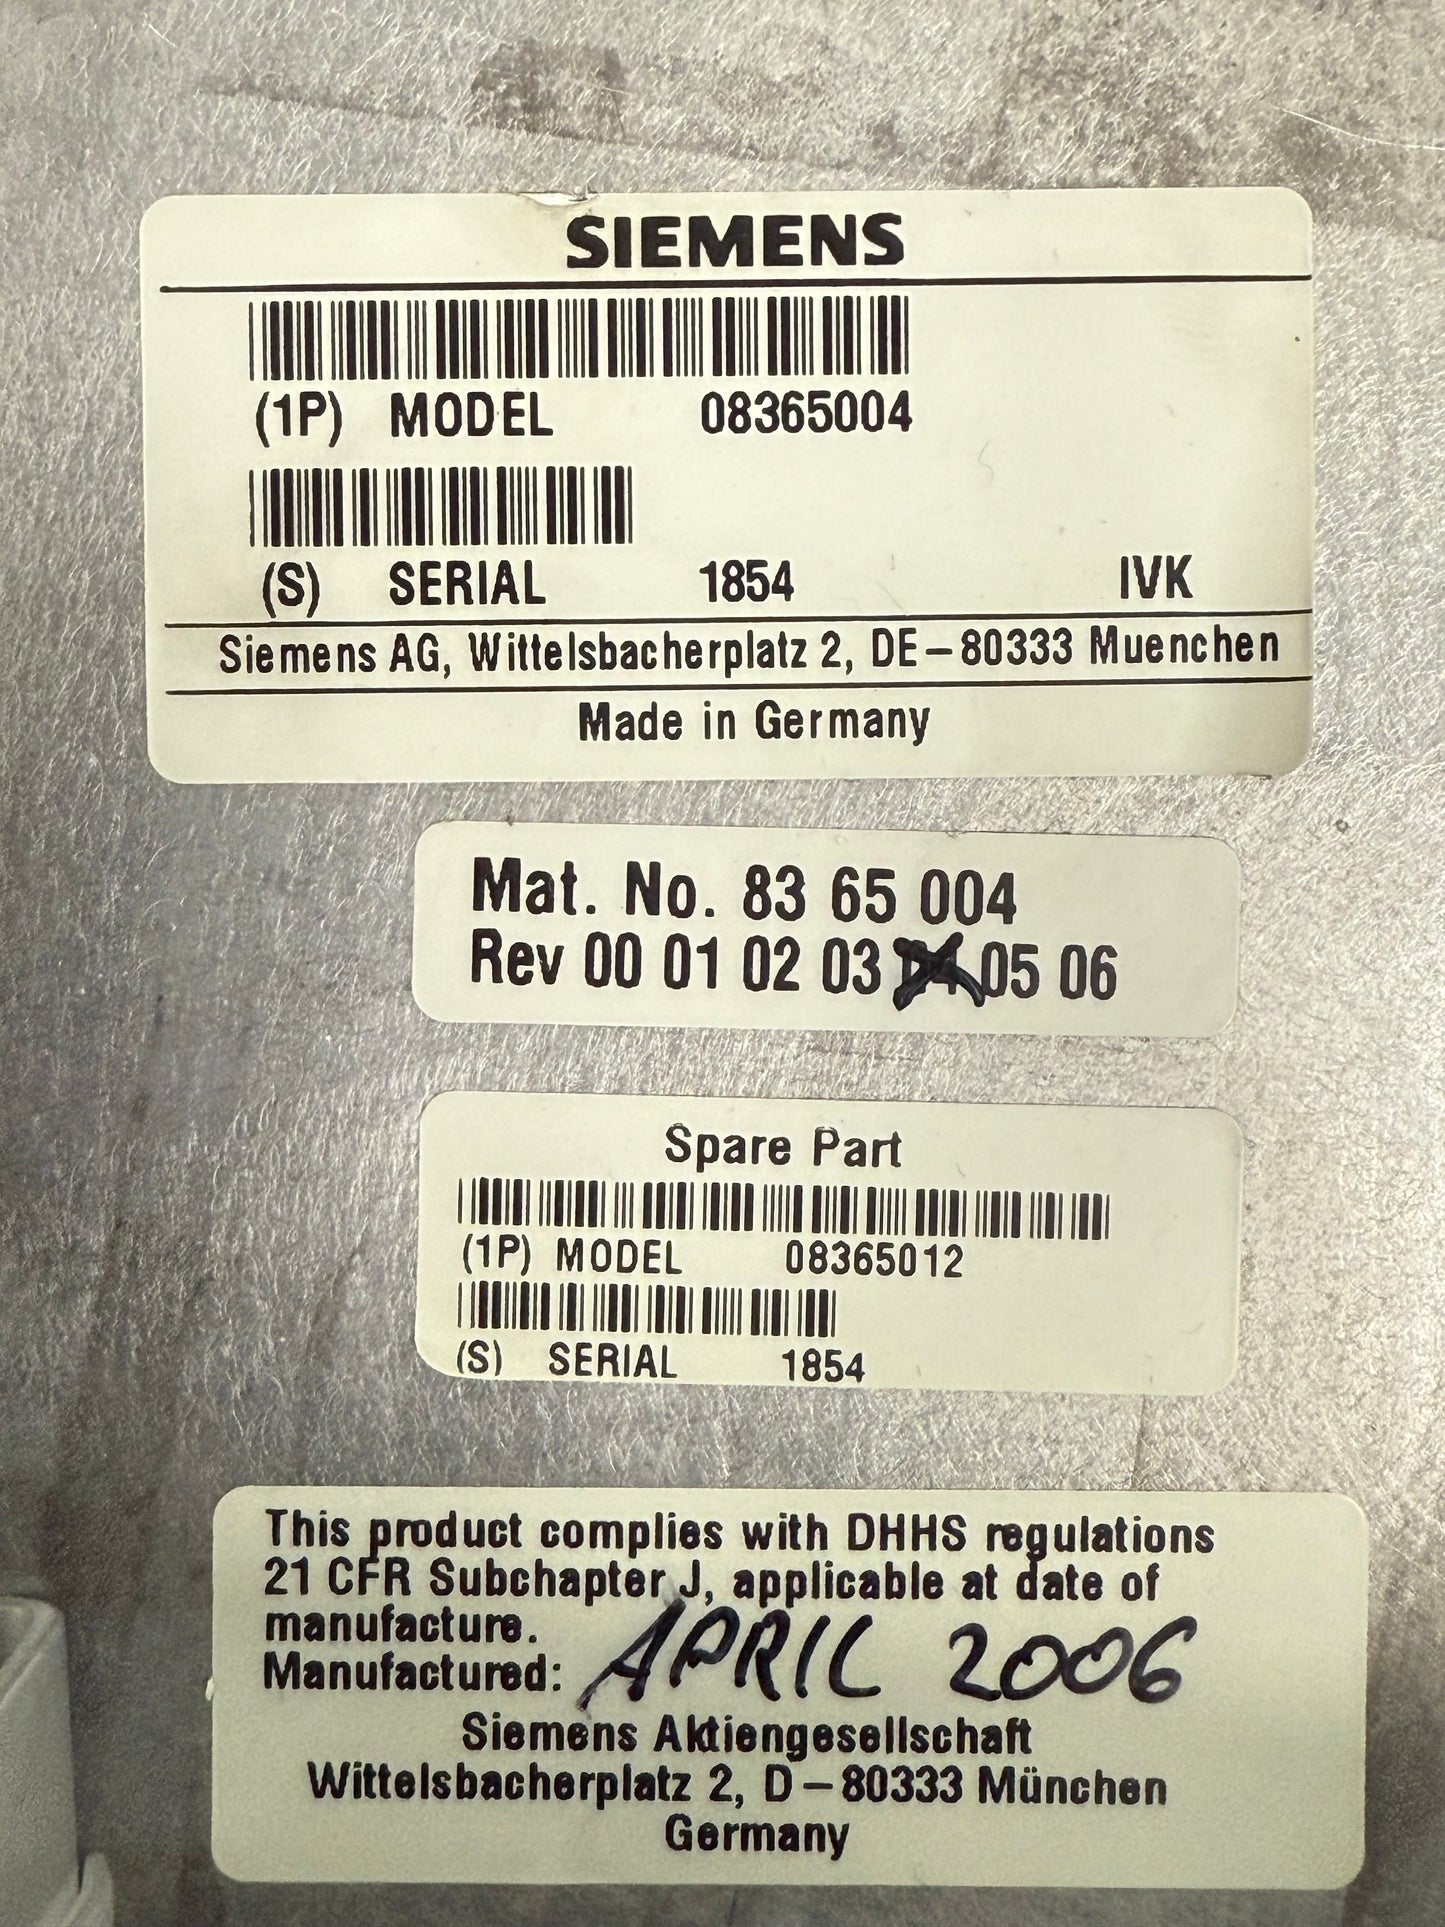 SIEMENS
(1P) MODEL 08365004
(S) SERIAL 1854 IVK
Siemens AG, Wittelsbacherplatz 2, DE-80333 Muenchen
Made in Germany
Mat. No. 83 65 004
Rev 00 01 02 03 04 05 06
Spare Part
(1P) MODEL 08365012
(S) SERIAL 1854
This product complies with DHHS regulations
21 CFR Subchapter J, applicable at date of
manufacture.
Manufactured: APRIL 2006
Siemens Aktiengesellschaft
Wittelsbacherplatz 2, D-80333 München
Germany